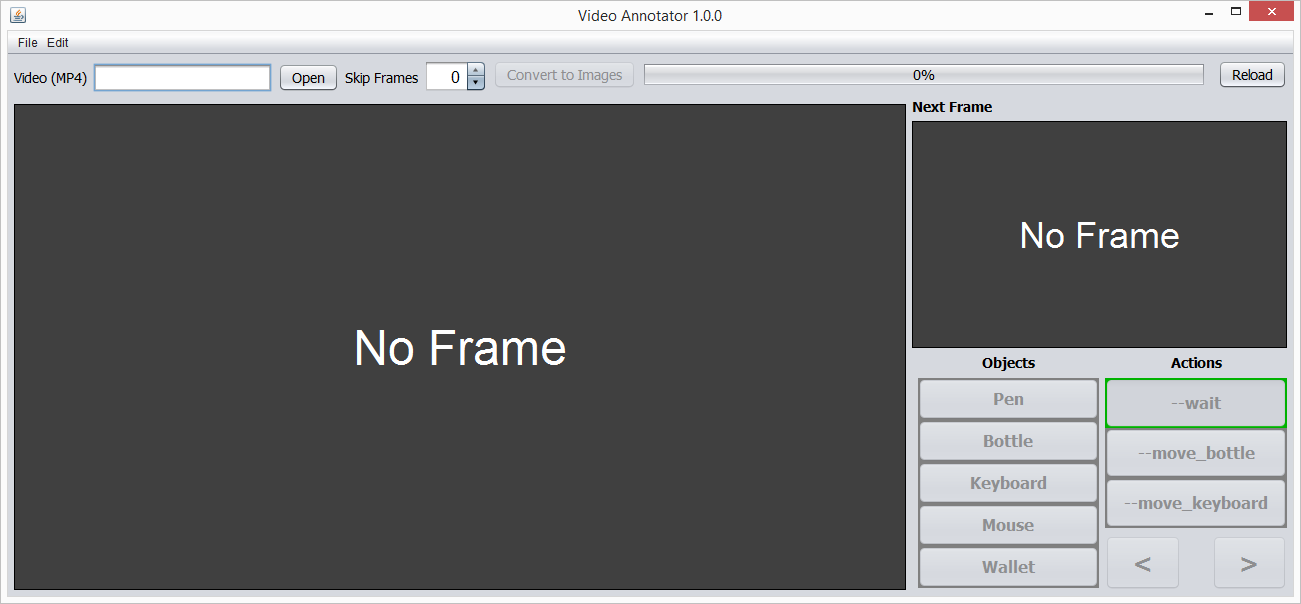 Video Annotator 1.0.0
File Edit
Video (MP4) Open Skip Frames 0 Convert to Images 0% Reload
Next Frame
No Frame
No Frame
Objects
Pen
Bottle
Keyboard
Mouse
Wallet
Actions
--wait
--move_bottle
--move_keyboard
< >